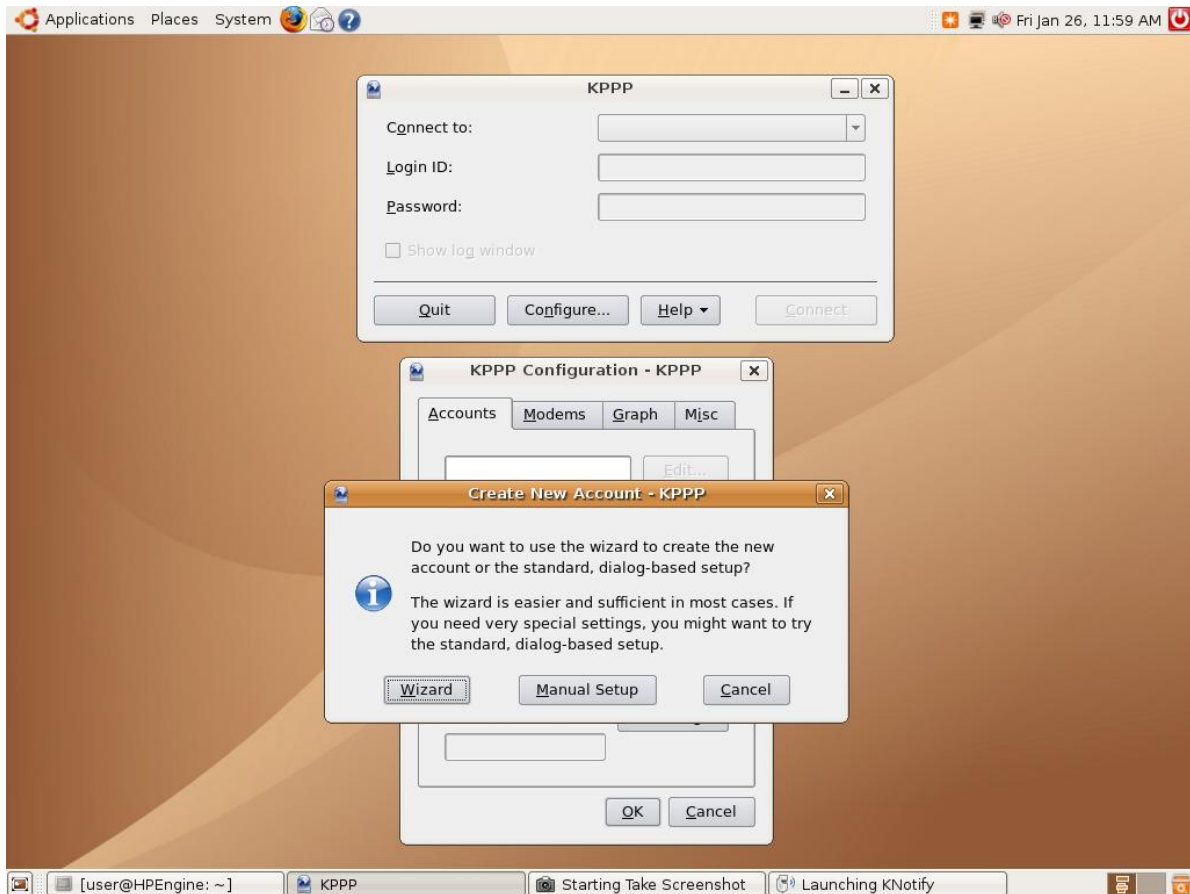 Applications Places System
Fri Jan 26, 11:59 AM
KPPP
Connect to:
Login ID:
Password:
Show log window
Quit
Configure...
Help
Connect
KPPP Configuration - KPPP
Accounts
Modems
Graph
Misc
Edit...
Create New Account - KPPP
Do you want to use the wizard to create the new
account or the standard, dialog-based setup?
The wizard is easier and sufficient in most cases. If
you need very special settings, you might want to try
the standard, dialog-based setup.
Wizard
Manual Setup
Cancel
OK
Cancel
[user@HPEngine: ~]
KPPP
Starting Take Screenshot
Launching KNotify